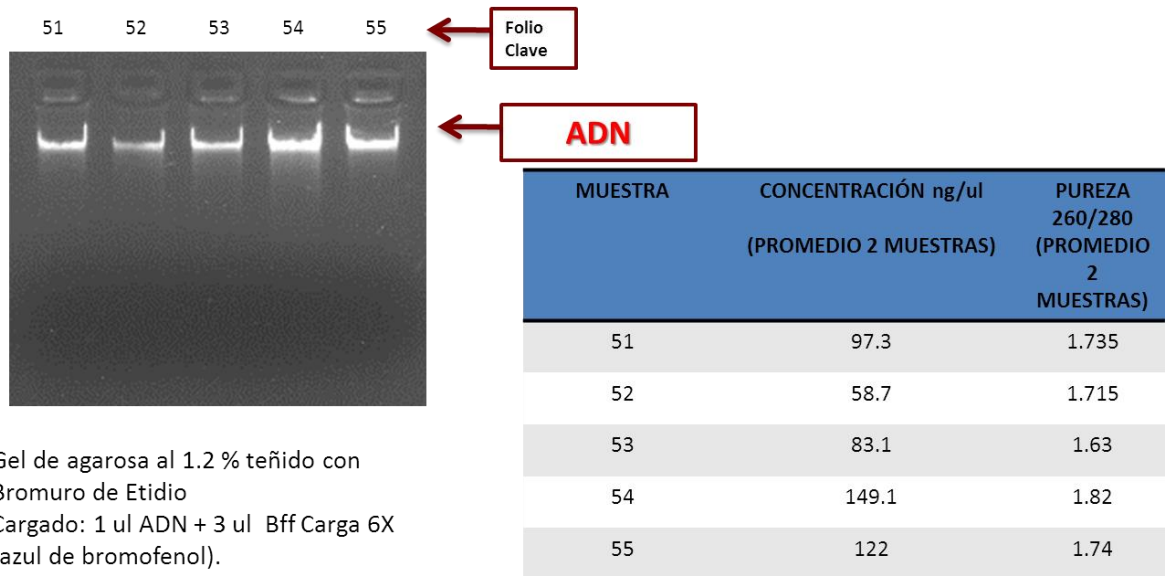 51 52 53 54 55
Folio
Clave
ADN
MUESTRA CONCENTRACIÓN ng/ul PUREZA
260/280
(PROMEDIO 2 MUESTRAS) (PROMEDIO
2
MUESTRAS)
51 97.3 1.735
52 58.7 1.715
53 83.1 1.63
54 149.1 1.82
55 122 1.74
Gel de agarosa al 1.2 % teñido con
Bromuro de Etidio
Cargado: 1 ul ADN + 3 ul Bff Carga 6X
azul de bromofenol).